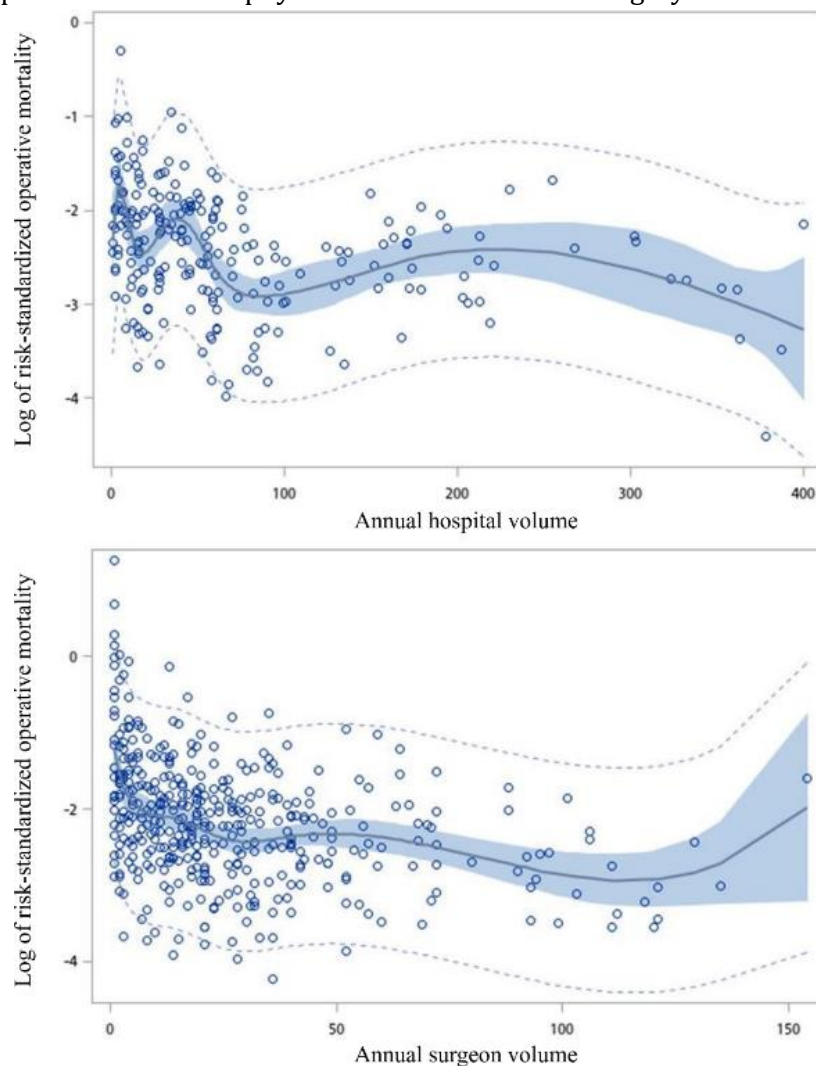 Log of risk-standardized operative mortality
0
-1
-2
-3
-4
0 100 200 300 400
Annual hospital volume
Log of risk-standardized operative mortality
0
-2
-4
0 50 100 150
Annual surgeon volume